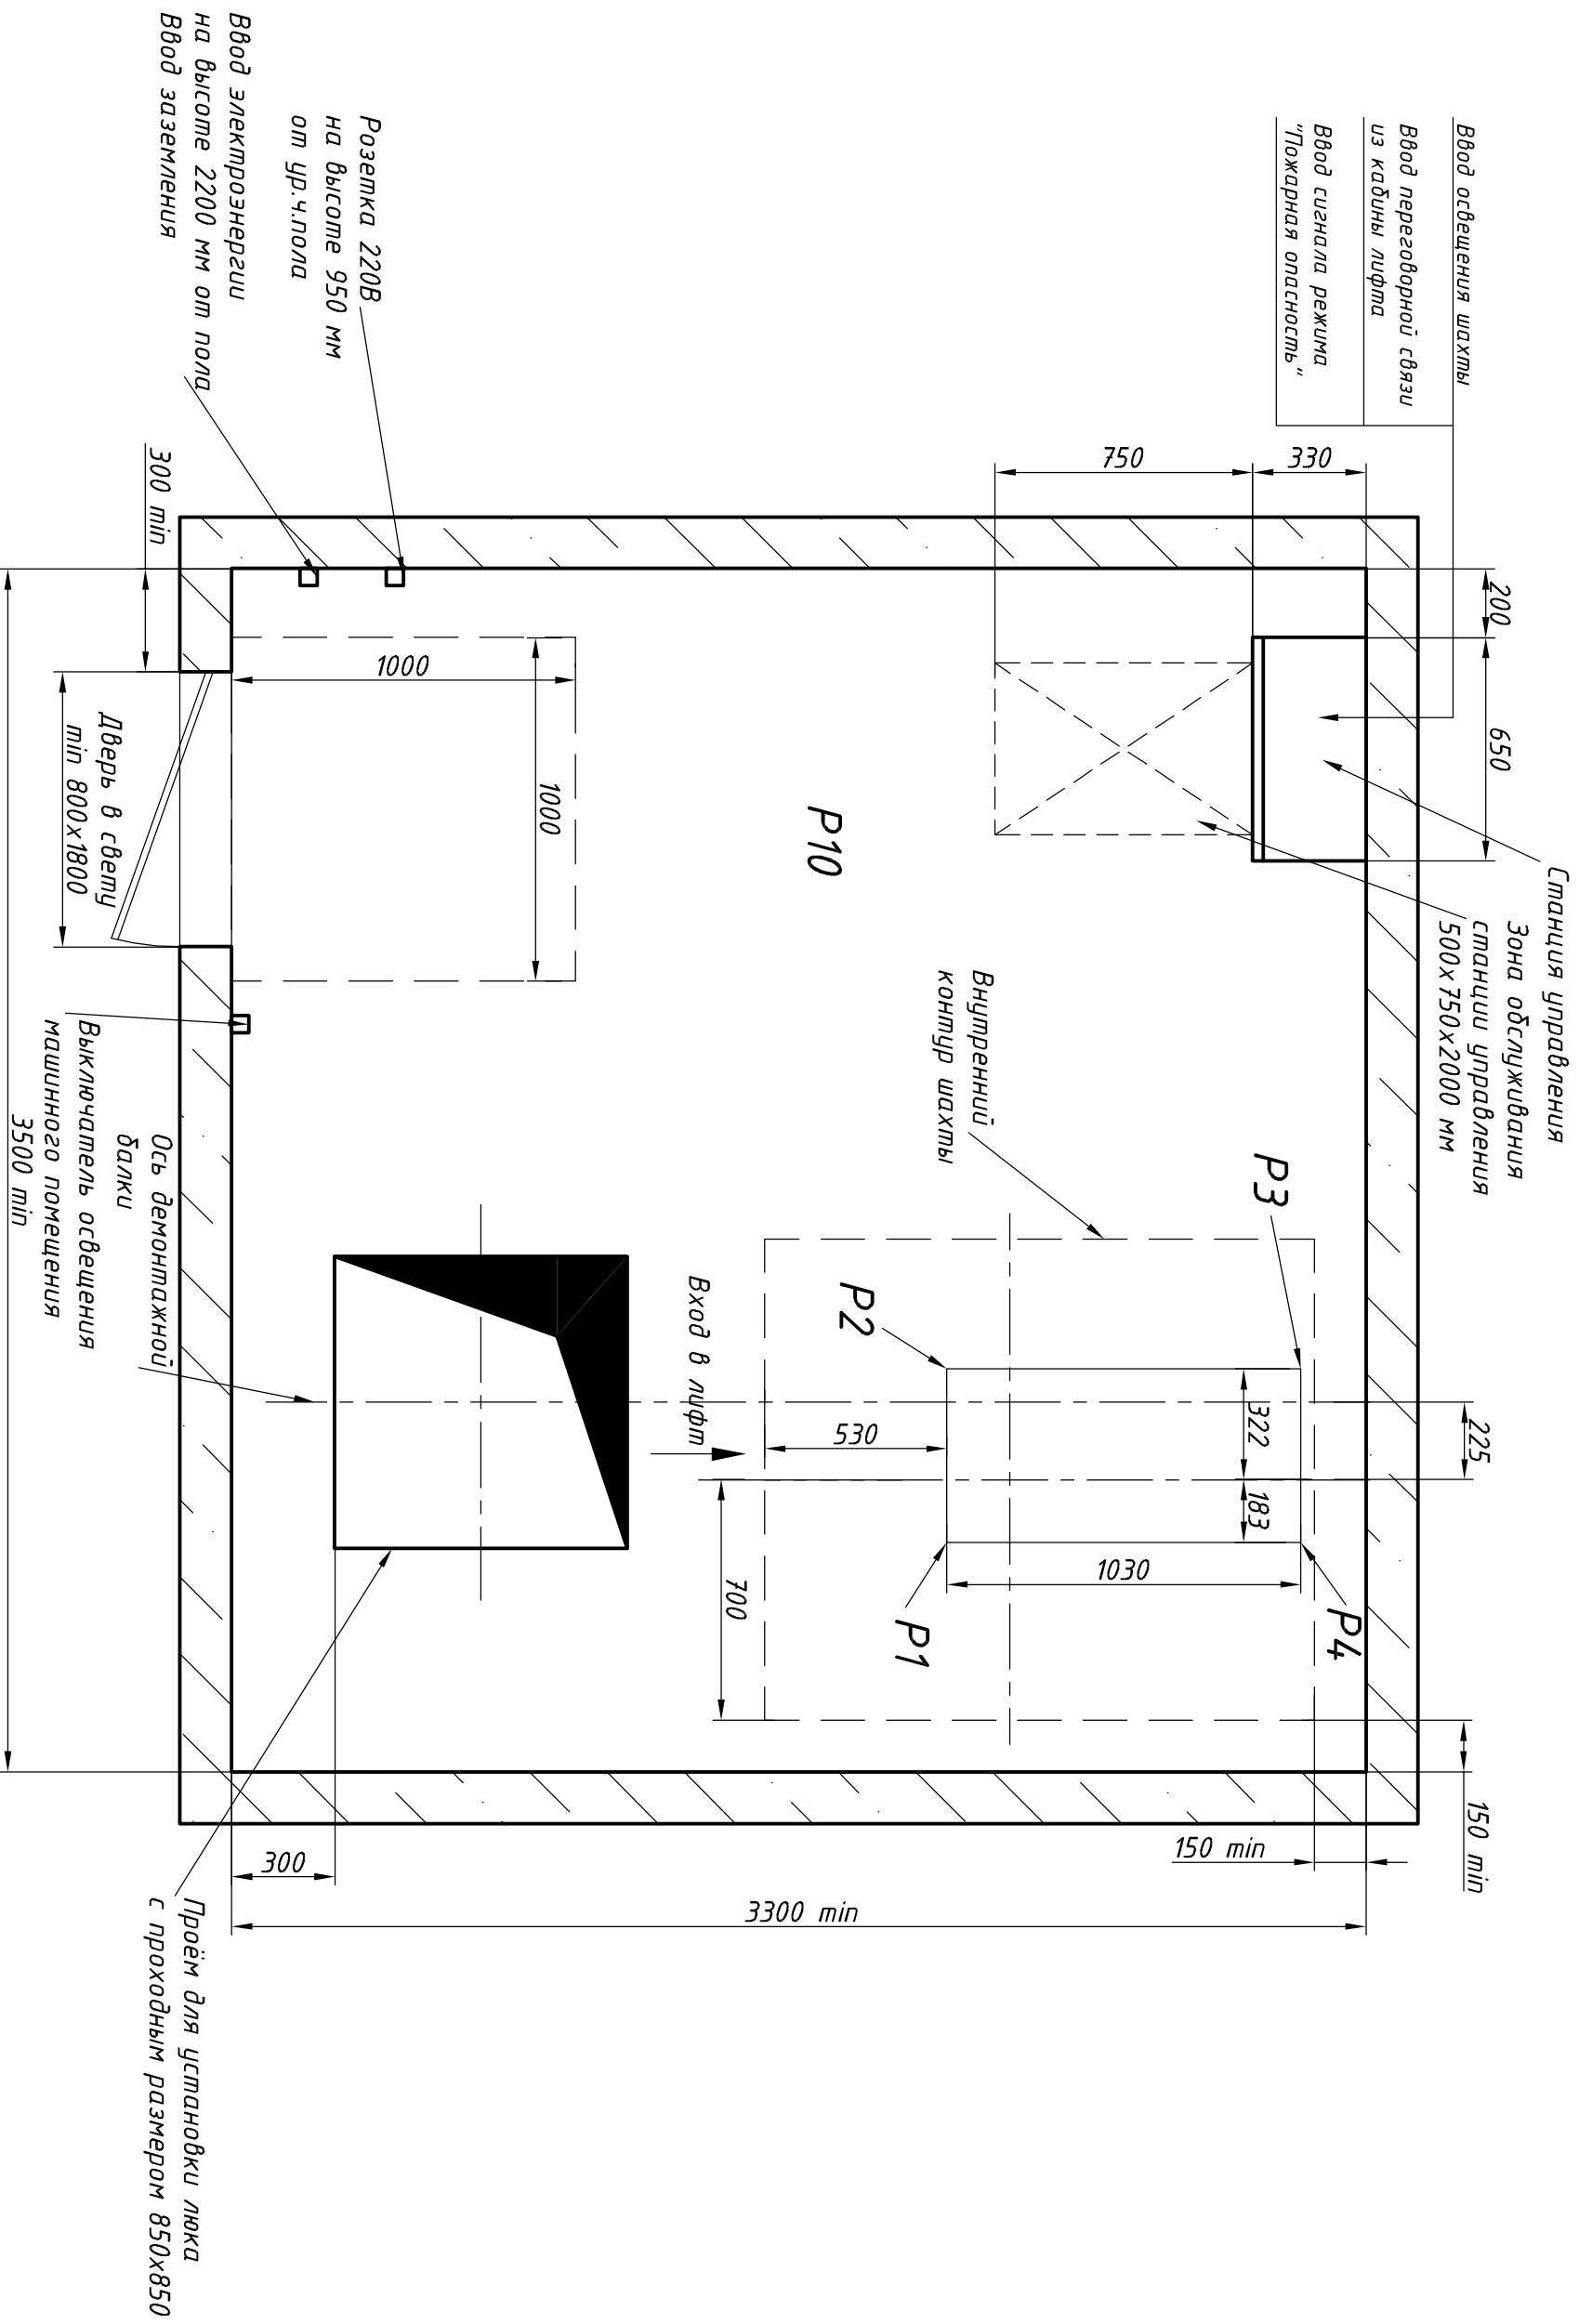 Станция управления
Зона обслуживания
станции управления
500х750х2000 мм
Ввод освещения шахты
Ввод переговорной связи
из кабины лифта
Ввод сигнала режима
"Пожарная опасность"
200
650
225
150 min
330
750
P3
P4
322
183
1030
150 min
Внутренний
контур шахты
P2
P1
530
P10
700
Вход в лифт
3300 min
1000
1000
Розетка 220В
на высоте 950 мм
от ур.ч.пола
Ввод электроэнергии
на высоте 2200 мм от пола
Ввод заземления
300 min
300
Дверь в свету
min 800х1800
Ось демонтажной
балки
Выключатель освещения
машинного помещения
3500 min
Проём для установки люка
с проходным размером 850х850